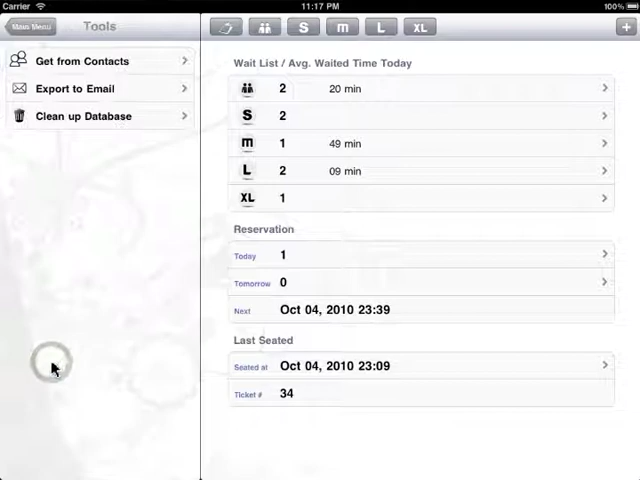 Carrier
11:17 PM
100%
Main Menu
Tools
S
m
L
XL
+
Get from Contacts
Export to Email
Clean up Database
Wait List / Avg. Waited Time Today
2 20 min
S 2
m 1 49 min
L 2 09 min
XL 1
Reservation
Today 1
Tomorrow 0
Next Oct 04, 2010 23:39
Last Seated
Seated at Oct 04, 2010 23:09
Ticket # 34